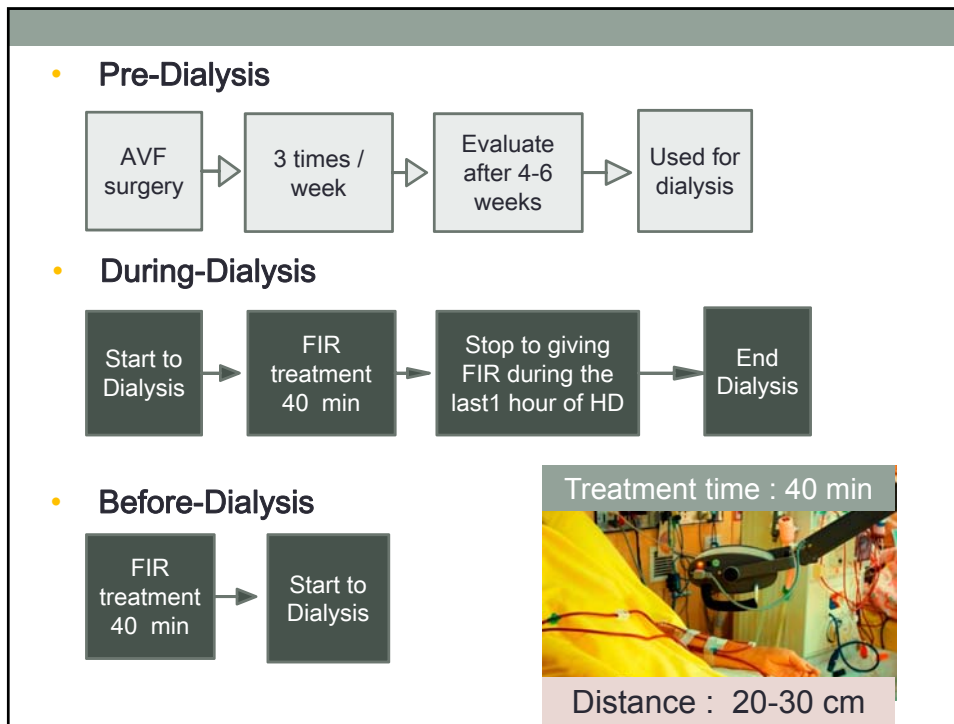 • Pre-Dialysis
AVF
surgery
3 times /
week
Evaluate
after 4-6
weeks
Used for
dialysis
• During-Dialysis
Start to
Dialysis
FIR
treatment
40 min
Stop to giving
FIR during the
last1 hour of HD
End
Dialysis
• Before-Dialysis
FIR
treatment
40 min
Start to
Dialysis
Treatment time : 40 min
Distance : 20-30 cm